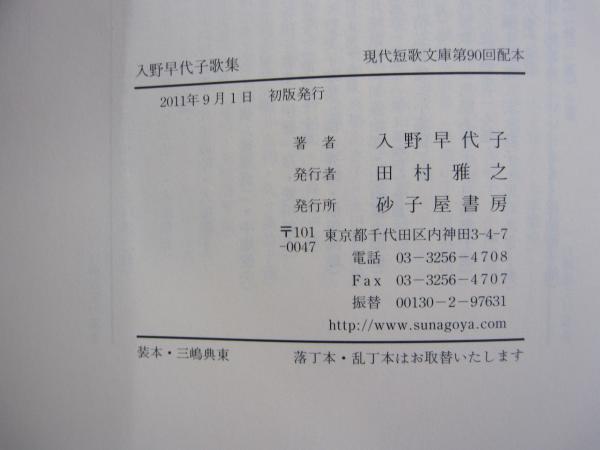 入野早代子歌集　現代短歌文庫第90回配本
2011年9月1日　初版発行
著者　入野早代子
発行者　田村雅之
発行所　砂子屋書房
〒101-0047　東京都千代田区内神田3-4-7
電話　03-3256-4708
Fax　03-3256-4707
振替　00130-2-97631
http://www.sunagoya.com
装本・三嶋典東　落丁本・乱丁本はお取替いたします